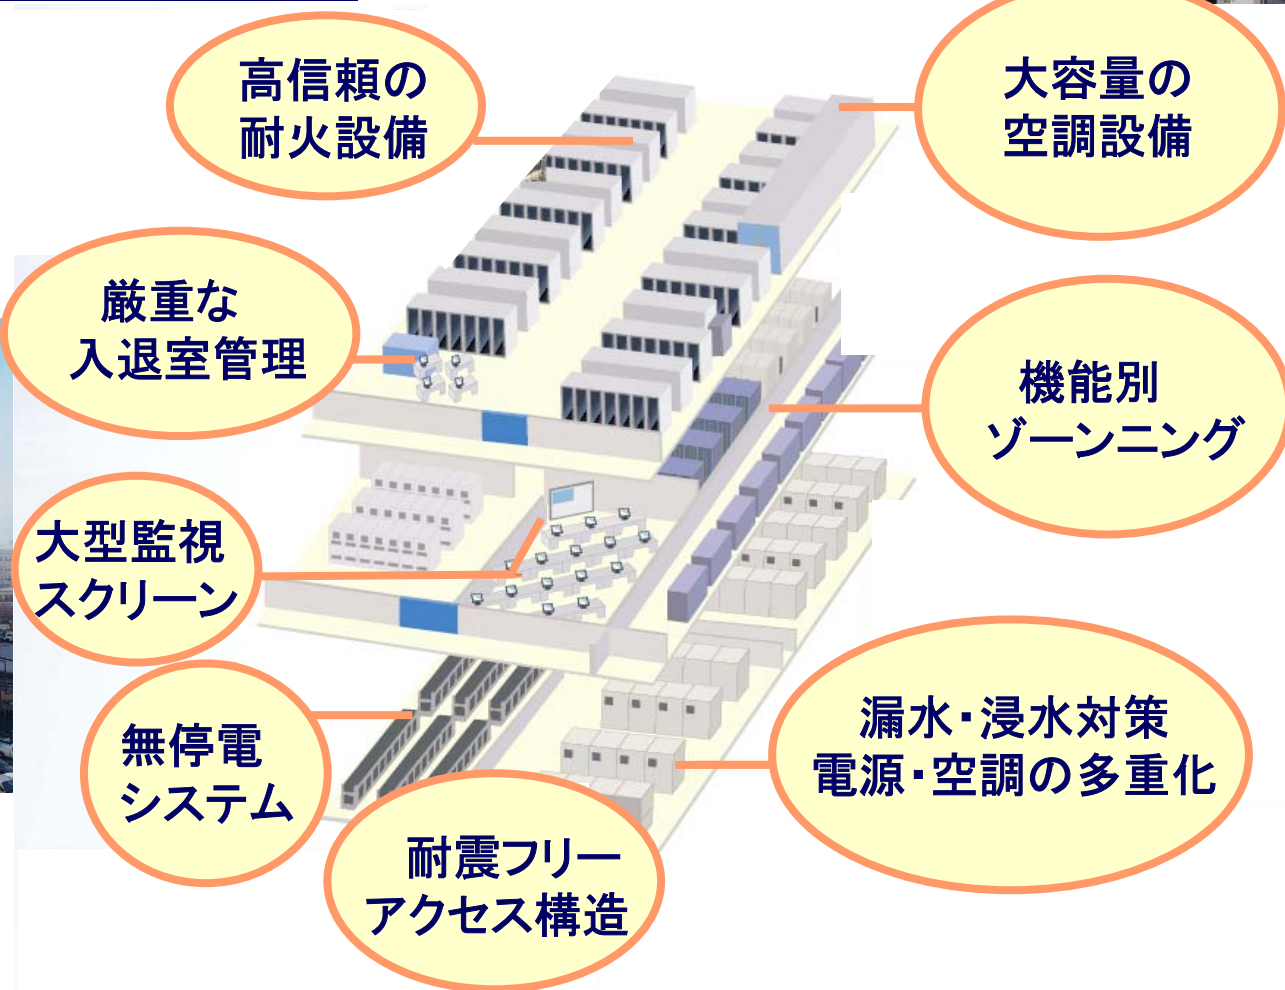 高信頼の
耐火設備
大容量の
空調設備
厳重な
入退室管理
機能別
ゾーンニング
大型監視
スクリーン
無停電
システム
漏水・浸水対策
電源・空調の多重化
耐震フリー
アクセス構造